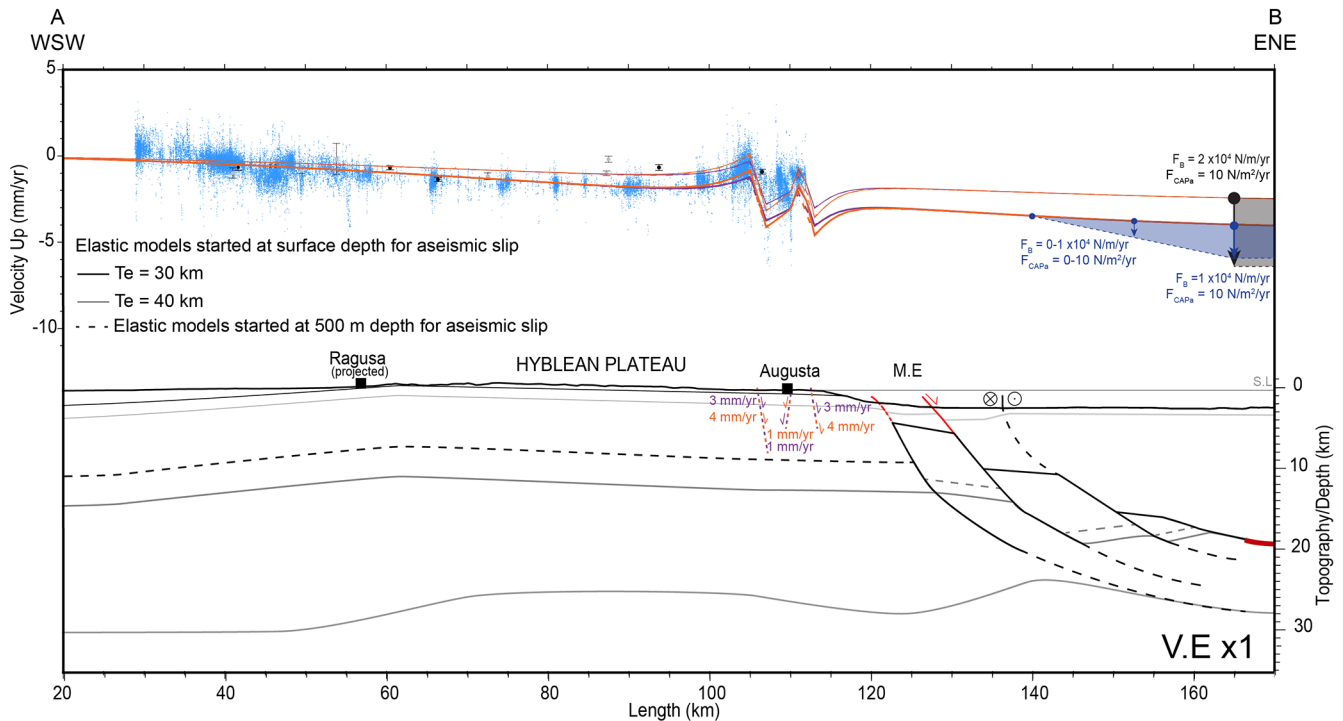 A
WSW
B
ENE
5
0
-5
-10
Velocity Up (mm/yr)
F_B = 2 x10⁴ N/m/yr
F_CAPa = 10 N/m²/yr
F_B = 0-1 x10⁴ N/m/yr
F_CAPa = 0-10 N/m²/yr
F_B =1 x10⁴ N/m/yr
F_CAPa = 10 N/m²/yr
Elastic models started at surface depth for aseismic slip
Te = 30 km
Te = 40 km
Elastic models started at 500 m depth for aseismic slip
Ragusa
(projected)
HYBLEAN PLATEAU
Augusta
M.E
S.L
3 mm/yr
4 mm/yr
1 mm/yr
1 mm/yr
3 mm/yr
4 mm/yr
0
10
20
30
Topography/Depth (km)
V.E x1
20
40
60
80
100
120
140
160
Length (km)